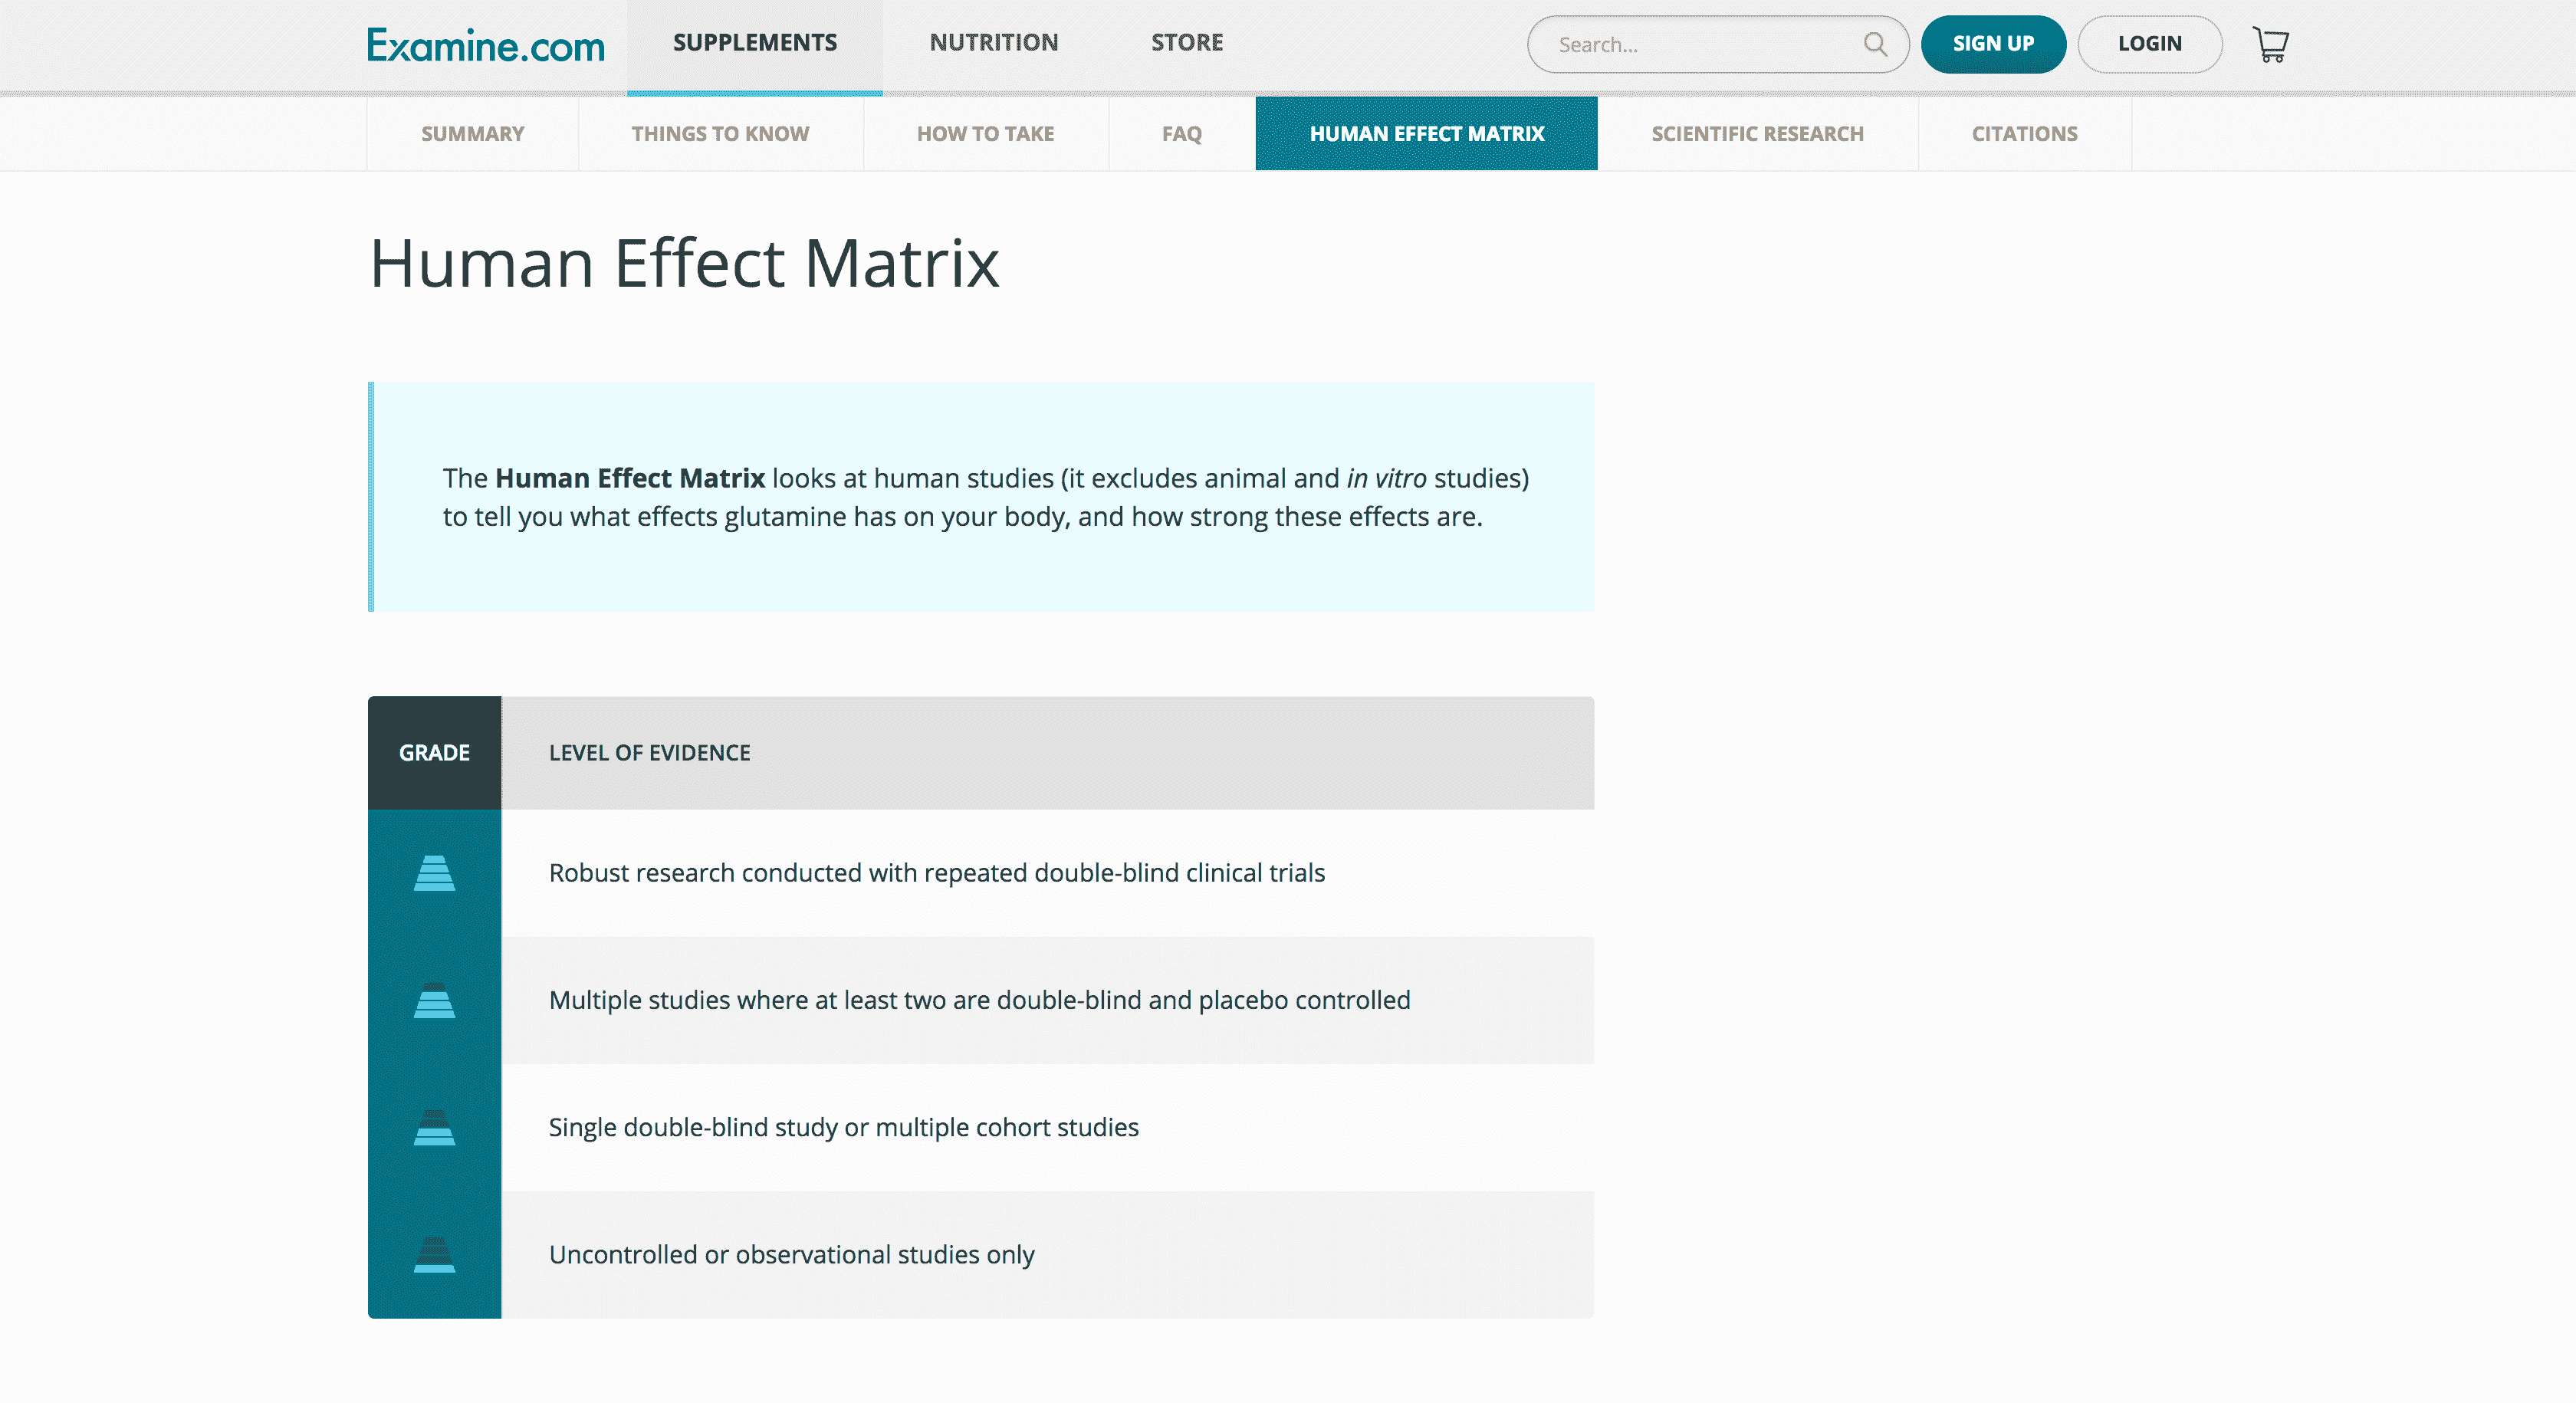 Examine.com
SUPPLEMENTS
NUTRITION
STORE
Search...
SIGN UP
LOGIN
SUMMARY
THINGS TO KNOW
HOW TO TAKE
FAQ
HUMAN EFFECT MATRIX
SCIENTIFIC RESEARCH
CITATIONS
Human Effect Matrix
The Human Effect Matrix looks at human studies (it excludes animal and in vitro studies)
to tell you what effects glutamine has on your body, and how strong these effects are.
GRADE
LEVEL OF EVIDENCE
Robust research conducted with repeated double-blind clinical trials
Multiple studies where at least two are double-blind and placebo controlled
Single double-blind study or multiple cohort studies
Uncontrolled or observational studies only